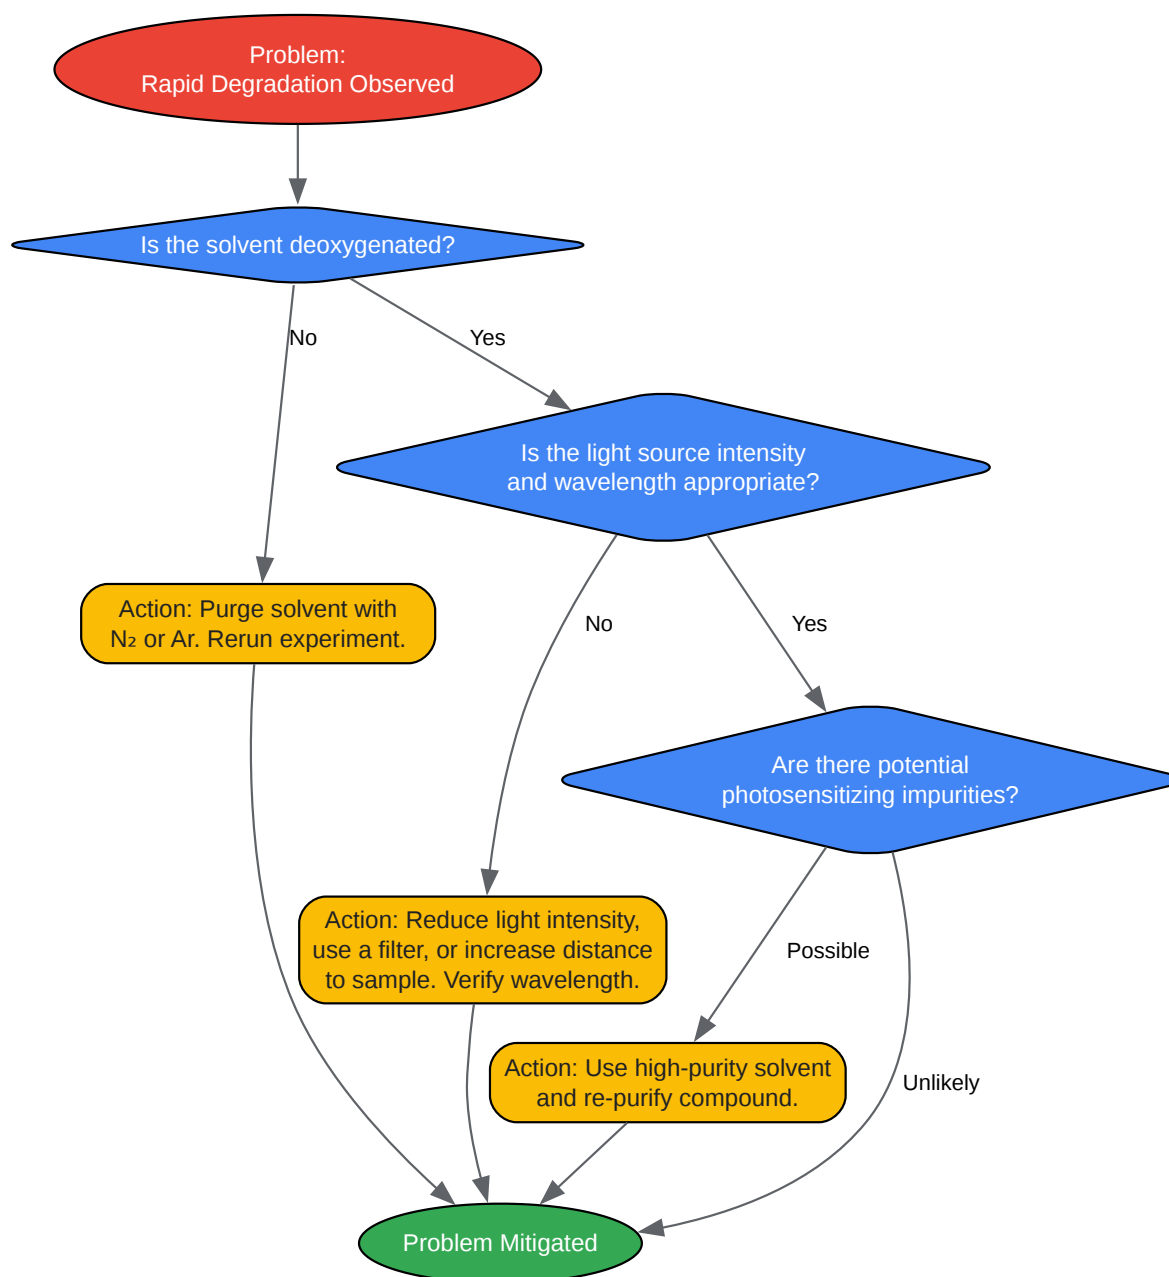 Problem:
Rapid Degradation Observed
Is the solvent deoxygenated?
No
Yes
Is the light source intensity
and wavelength appropriate?
Action: Purge solvent with
N₂ or Ar. Rerun experiment.
No
Yes
Are there potential
photosensitizing impurities?
Action: Reduce light intensity,
use a filter, or increase distance
to sample. Verify wavelength.
Possible
Action: Use high-purity solvent
and re-purify compound.
Unlikely
Problem Mitigated